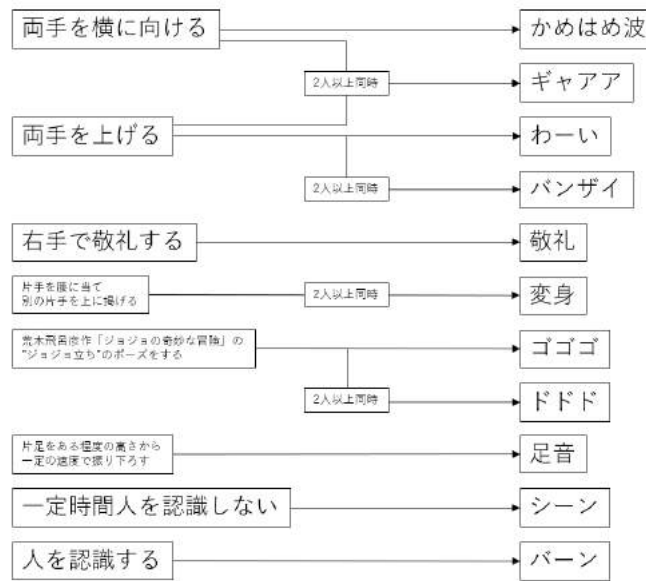 両手を横に向ける
かめはめ波
2人以上同時
ギャアア
両手を上げる
わーい
2人以上同時
バンザイ
右手で敬礼する
敬礼
片手を腰に当て
別の片手を上に掲げる
2人以上同時
変身
荒木飛呂彦作「ジョジョの奇妙な冒険」の
"ジョジョ立ち"のポーズをする
ゴゴゴ
2人以上同時
ドドド
片足をある程度の高さから
一定の速度で振り下ろす
足音
一定時間人を認識しない
シーン
人を認識する
バーン